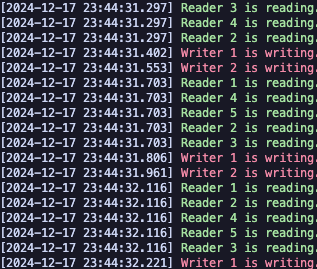 [2024-12-17 23:44:31.297] Reader 3 is reading.
[2024-12-17 23:44:31.297] Reader 4 is reading.
[2024-12-17 23:44:31.297] Reader 2 is reading.
[2024-12-17 23:44:31.402] Writer 1 is writing.
[2024-12-17 23:44:31.553] Writer 2 is writing.
[2024-12-17 23:44:31.703] Reader 1 is reading.
[2024-12-17 23:44:31.703] Reader 4 is reading.
[2024-12-17 23:44:31.703] Reader 5 is reading.
[2024-12-17 23:44:31.703] Reader 2 is reading.
[2024-12-17 23:44:31.703] Reader 3 is reading.
[2024-12-17 23:44:31.806] Writer 1 is writing.
[2024-12-17 23:44:31.961] Writer 2 is writing.
[2024-12-17 23:44:32.116] Reader 1 is reading.
[2024-12-17 23:44:32.116] Reader 2 is reading.
[2024-12-17 23:44:32.116] Reader 4 is reading.
[2024-12-17 23:44:32.116] Reader 5 is reading.
[2024-12-17 23:44:32.116] Reader 3 is reading.
[2024-12-17 23:44:32.221] Writer 1 is writing.